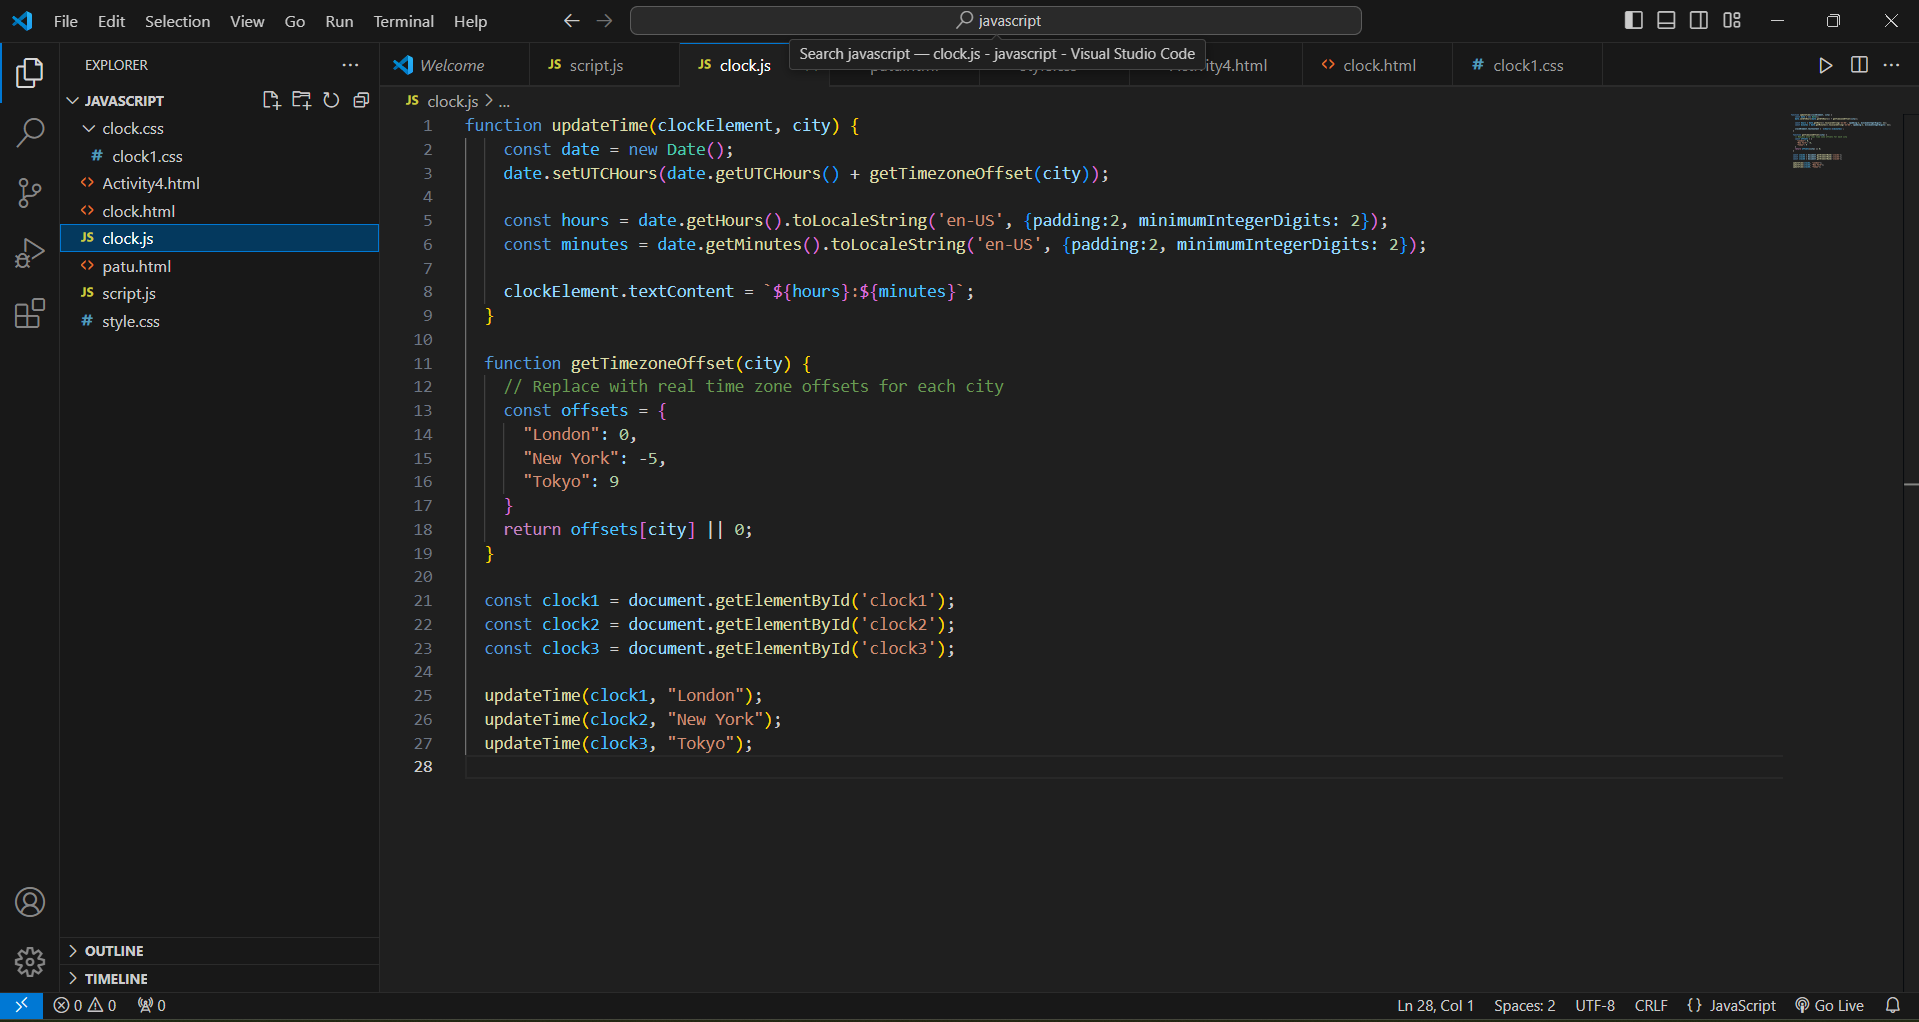 File Edit Selection View Go Run Terminal Help
javascript
Search javascript — clock.js - javascript - Visual Studio Code
EXPLORER
Welcome
JS script.js
JS clock.js
clock.html
# clock1.css
JAVASCRIPT
clock.css
# clock1.css
<> Activity4.html
<> clock.html
JS clock.js
<> patu.html
JS script.js
# style.css
OUTLINE
TIMELINE
JS clock.js > ...
1 function updateTime(clockElement, city) {
2 const date = new Date();
3 date.setUTCHours(date.getUTCHours() + getTimezoneOffset(city));
4
5 const hours = date.getHours().toLocaleString('en-US', {padding:2, minimumIntegerDigits: 2});
6 const minutes = date.getMinutes().toLocaleString('en-US', {padding:2, minimumIntegerDigits: 2});
7
8 clockElement.textContent = `${hours}:${minutes}`;
9 }
10
11 function getTimezoneOffset(city) {
12 // Replace with real time zone offsets for each city
13 const offsets = {
14 "London": 0,
15 "New York": -5,
16 "Tokyo": 9
17 }
18 return offsets[city] || 0;
19 }
20
21 const clock1 = document.getElementById('clock1');
22 const clock2 = document.getElementById('clock2');
23 const clock3 = document.getElementById('clock3');
24
25 updateTime(clock1, "London");
26 updateTime(clock2, "New York");
27 updateTime(clock3, "Tokyo");
28
0 0 0
Ln 28, Col 1 Spaces: 2 UTF-8 CRLF {} JavaScript Go Live